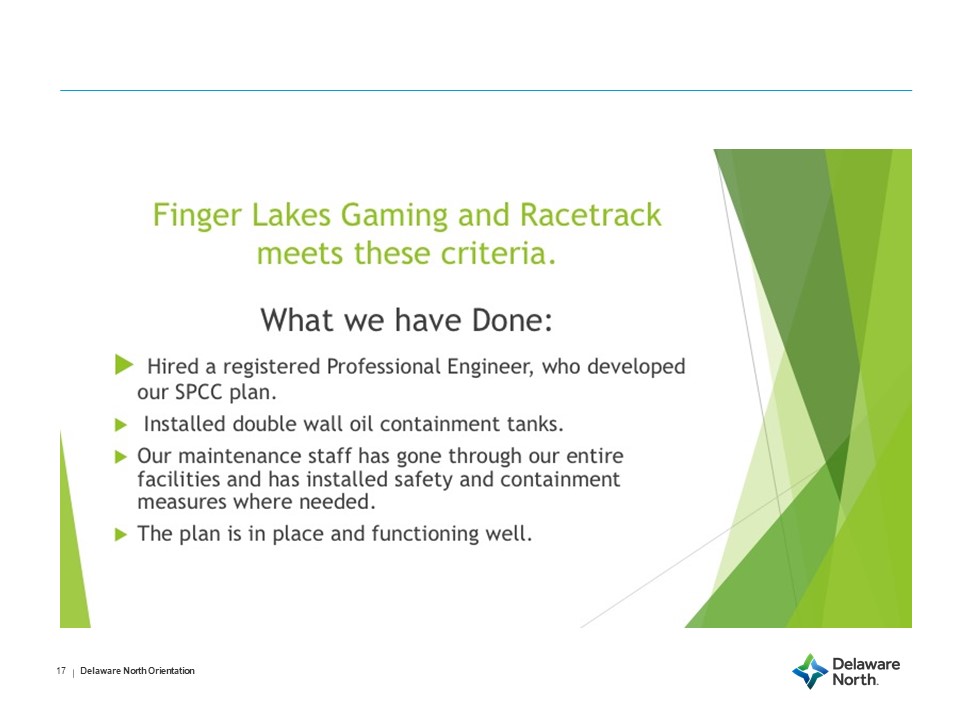 Finger Lakes Gaming and Racetrack
meets these criteria.
What we have Done:
Hired a registered Professional Engineer, who developed
our SPCC plan.
Installed double wall oil containment tanks.
Our maintenance staff has gone through our entire
facilities and has installed safety and containment
measures where needed.
The plan is in place and functioning well.
17 | Delaware North Orientation
Delaware
North.